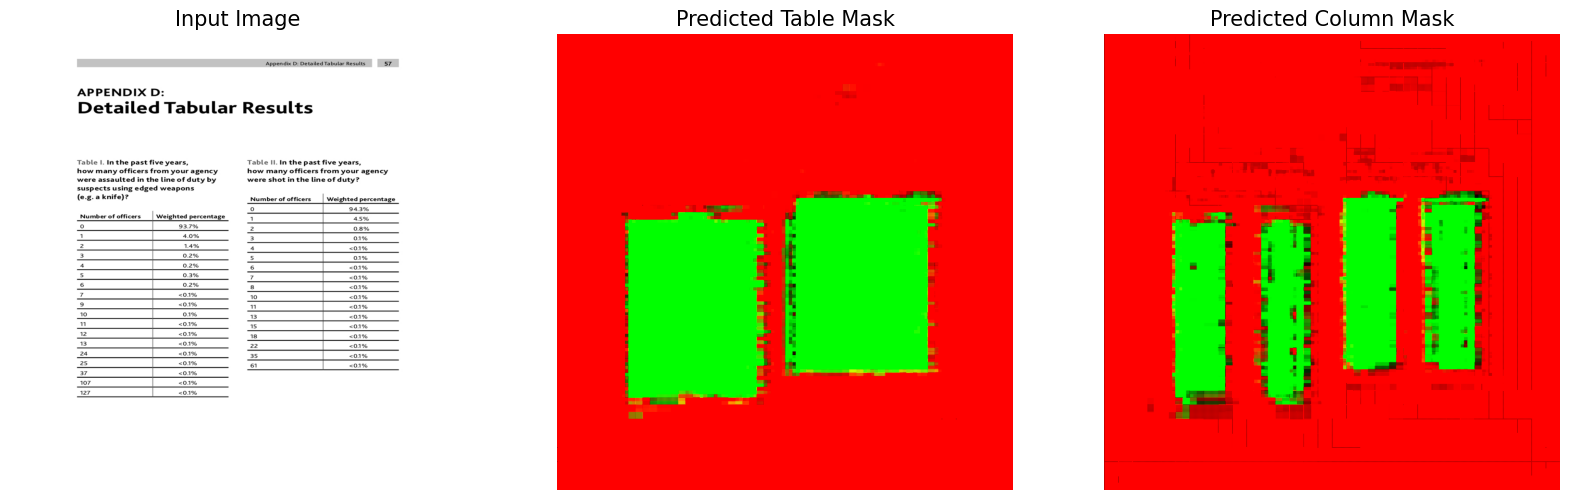 Input Image
Predicted Table Mask
Predicted Column Mask
Appendix D: Detailed Tabular Results 57
APPENDIX D:
Detailed Tabular Results
Table I. In the past five years,
how many officers from your agency
were assaulted in the line of duty by
suspects using edged weapons
(e.g. a knife)?
Number of officers Weighted percentage
0 93.7%
1 4.0%
2 1.4%
3 0.2%
4 0.2%
5 0.3%
6 0.2%
7 <0.1%
9 <0.1%
10 0.1%
11 <0.1%
12 <0.1%
13 <0.1%
24 <0.1%
25 <0.1%
37 <0.1%
107 <0.1%
127 <0.1%
Table II. In the past five years,
how many officers from your agency
were shot in the line of duty?
Number of officers Weighted percentage
0 94.3%
1 4.5%
2 0.8%
3 0.1%
4 <0.1%
5 0.1%
6 <0.1%
7 <0.1%
8 <0.1%
10 <0.1%
11 <0.1%
13 <0.1%
15 <0.1%
18 <0.1%
22 <0.1%
35 <0.1%
61 <0.1%